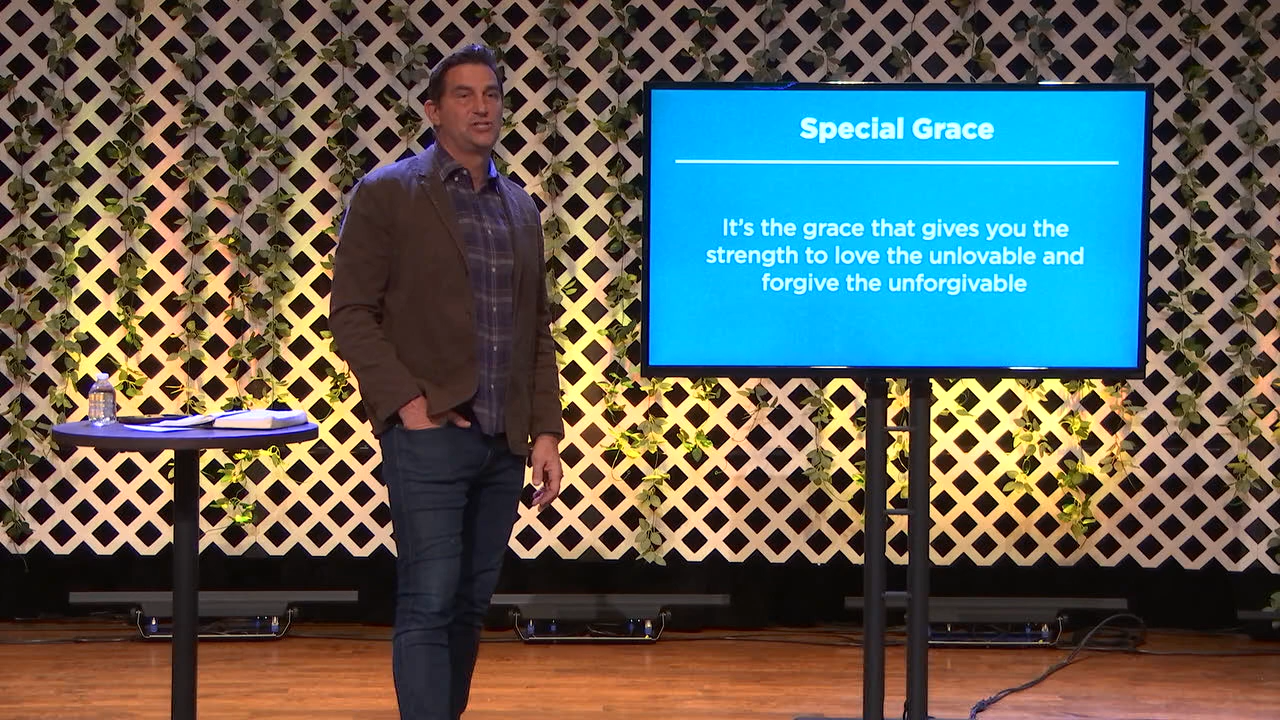 Special Grace
It’s the grace that gives you the
strength to love the unlovable and
forgive the unforgivable